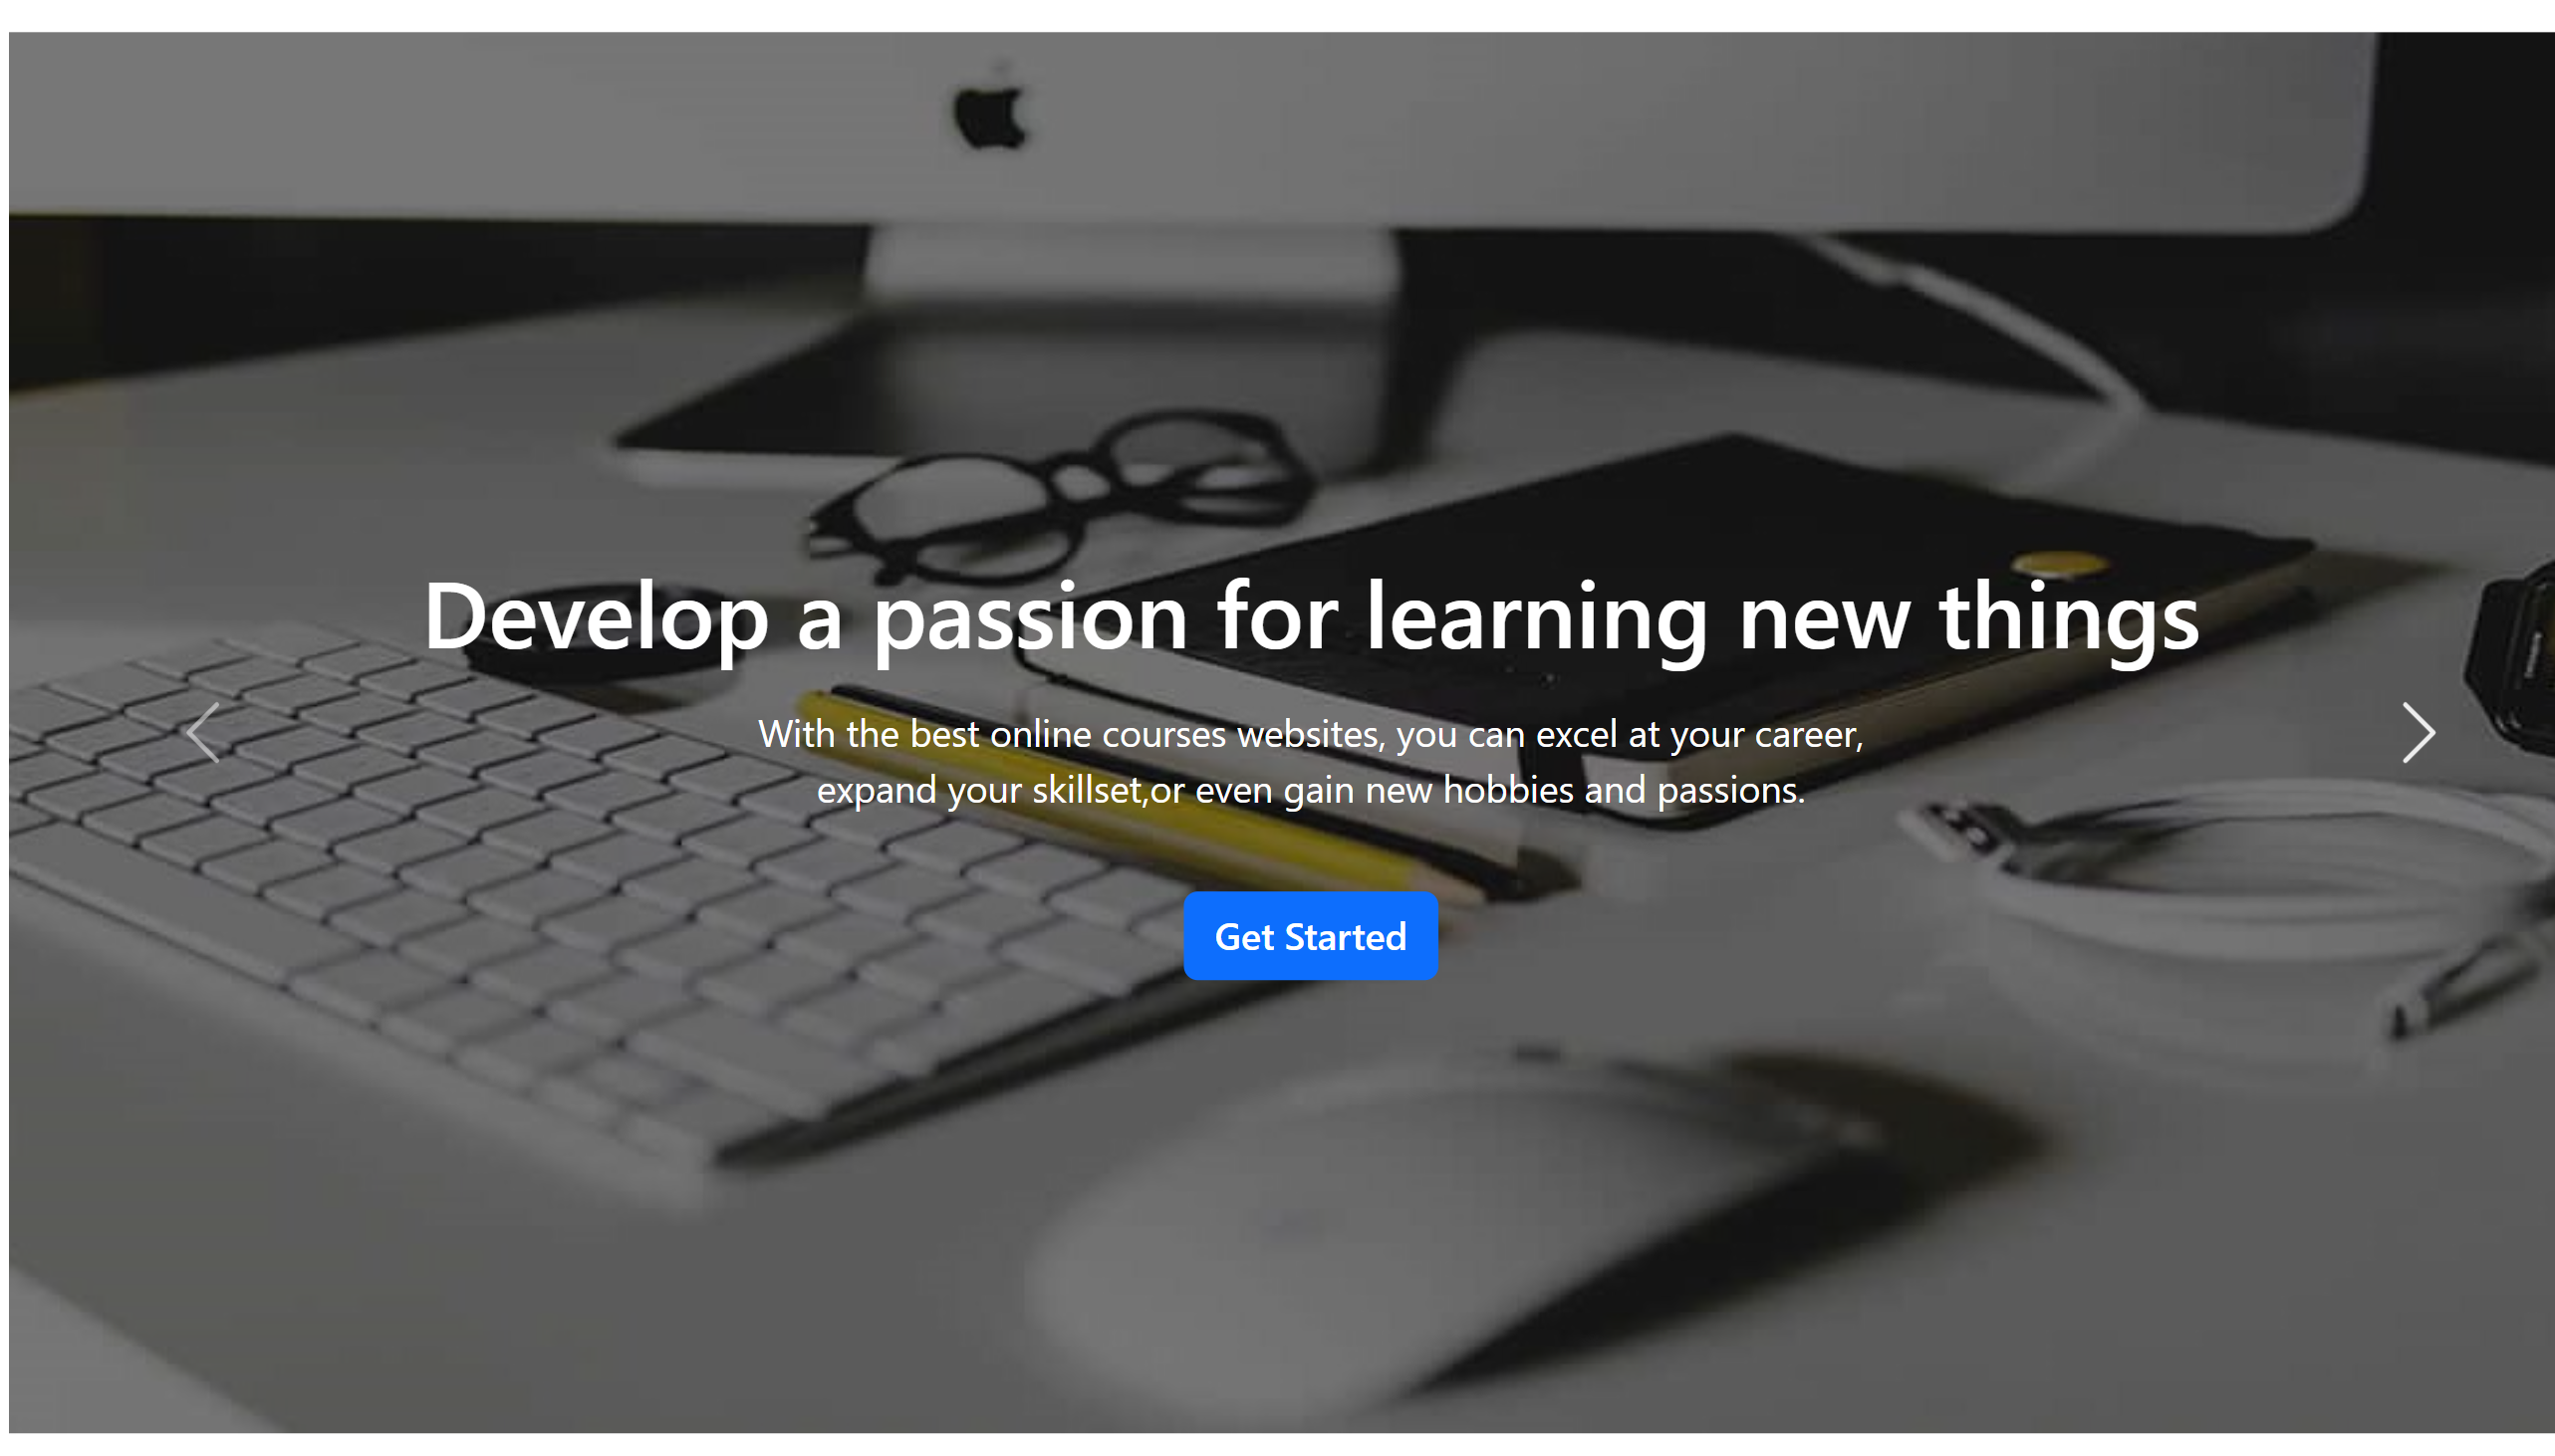 Develop a passion for learning new things
With the best online courses websites, you can excel at your career,
expand your skillset,or even gain new hobbies and passions.
Get Started